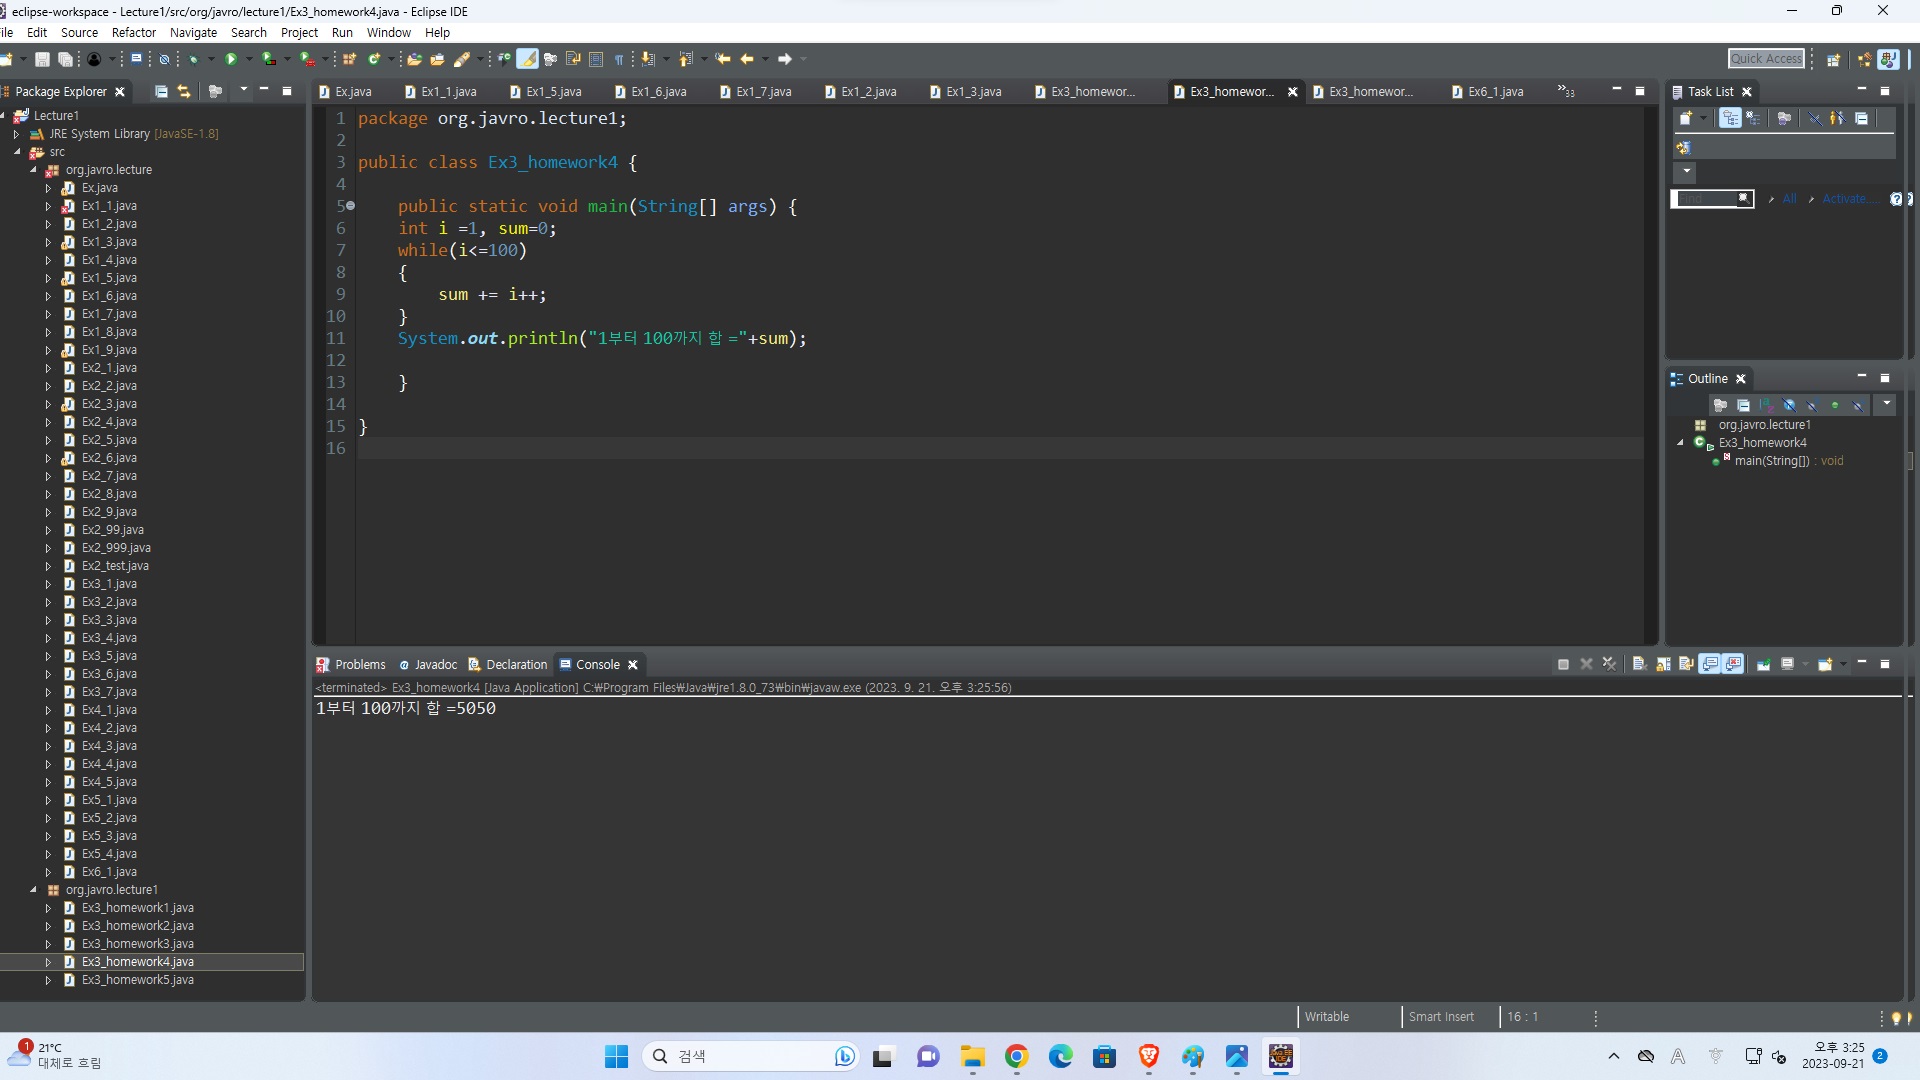 eclipse-workspace - Lecture1/src/org/javro/lecture1/Ex3_homework4.java - Eclipse IDE
ile Edit Source Refactor Navigate Search Project Run Window Help
Quick Access
Package Explorer
Lecture1
JRE System Library [JavaSE-1.8]
src
org.javro.lecture
Ex.java
Ex1_1.java
Ex1_2.java
Ex1_3.java
Ex1_4.java
Ex1_5.java
Ex1_6.java
Ex1_7.java
Ex1_8.java
Ex1_9.java
Ex2_1.java
Ex2_2.java
Ex2_3.java
Ex2_4.java
Ex2_5.java
Ex2_6.java
Ex2_7.java
Ex2_8.java
Ex2_9.java
Ex2_99.java
Ex2_999.java
Ex2_test.java
Ex3_1.java
Ex3_2.java
Ex3_3.java
Ex3_4.java
Ex3_5.java
Ex3_6.java
Ex3_7.java
Ex4_1.java
Ex4_2.java
Ex4_3.java
Ex4_4.java
Ex4_5.java
Ex5_1.java
Ex5_2.java
Ex5_3.java
Ex5_4.java
Ex6_1.java
org.javro.lecture1
Ex3_homework1.java
Ex3_homework2.java
Ex3_homework3.java
Ex3_homework4.java
Ex3_homework5.java
Ex.java Ex1_1.java Ex1_5.java Ex1_6.java Ex1_7.java Ex1_2.java Ex1_3.java Ex3_homewor... Ex3_homewor... Ex3_homewor... Ex6_1.java »33
1 package org.javro.lecture1;
2
3 public class Ex3_homework4 {
4
5 public static void main(String[] args) {
6 int i =1, sum=0;
7 while(i<=100)
8 {
9 sum += i++;
10 }
11 System.out.println("1부터 100까지 합 ="+sum);
12
13 }
14
15 }
16
Problems Javadoc Declaration Console
<terminated> Ex3_homework4 [Java Application] C:₩Program Files₩Java₩jre1.8.0_73₩bin₩javaw.exe (2023. 9. 21. 오후 3:25:56)
1부터 100까지 합 =5050
Task List
Find All Activate...
Outline
org.javro.lecture1
Ex3_homework4
main(String[]) : void
Writable Smart Insert 16 : 1
1
21°C
대체로 흐림
검색
A
오후 3:25
2023-09-21
2